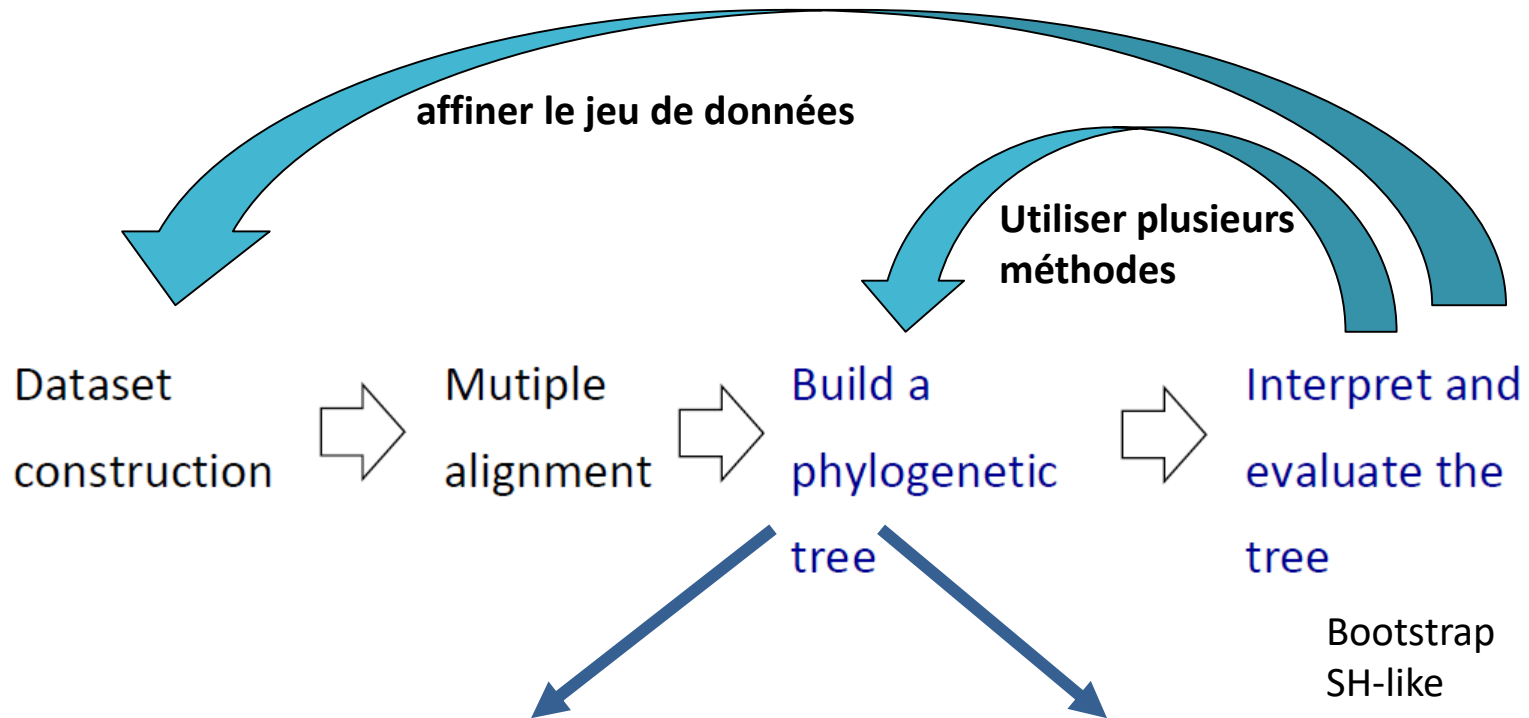 affiner le jeu de données
Utiliser plusieurs
méthodes
Dataset
construction
Mutiple
alignment
Build a
phylogenetic
tree
Interpret and
evaluate the
tree
Bootstrap
SH-like